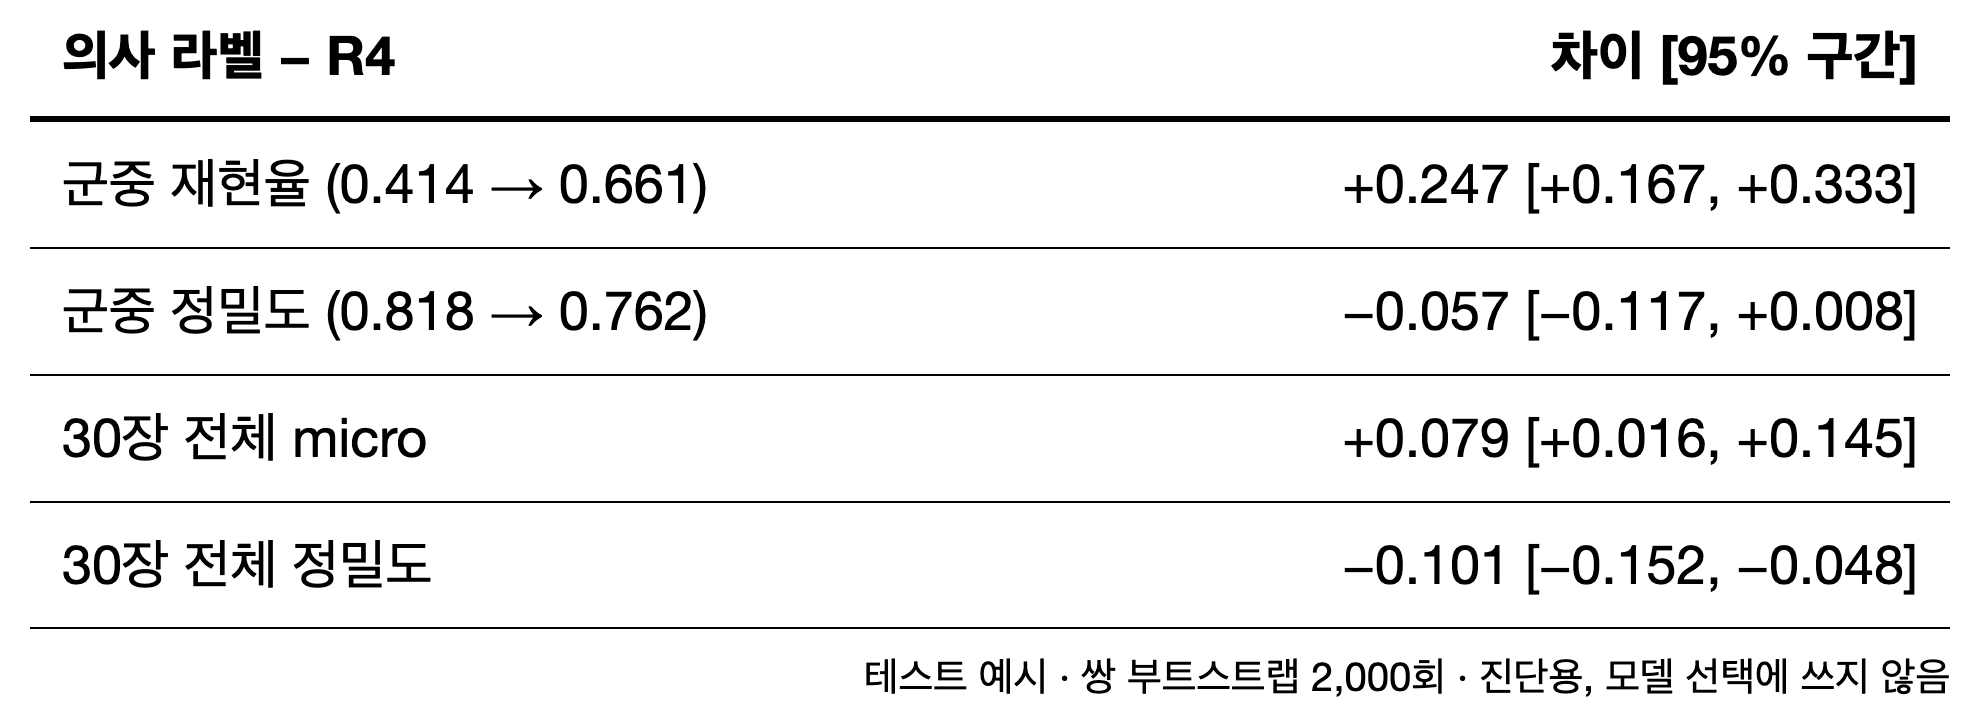 의사 라벨 – R4 차이 [95% 구간]
군중 재현율 (0.414 → 0.661) +0.247 [+0.167, +0.333]
군중 정밀도 (0.818 → 0.762) −0.057 [−0.117, +0.008]
30장 전체 micro +0.079 [+0.016, +0.145]
30장 전체 정밀도 −0.101 [−0.152, −0.048]
테스트 예시 · 쌍 부트스트랩 2,000회 · 진단용, 모델 선택에 쓰지 않음